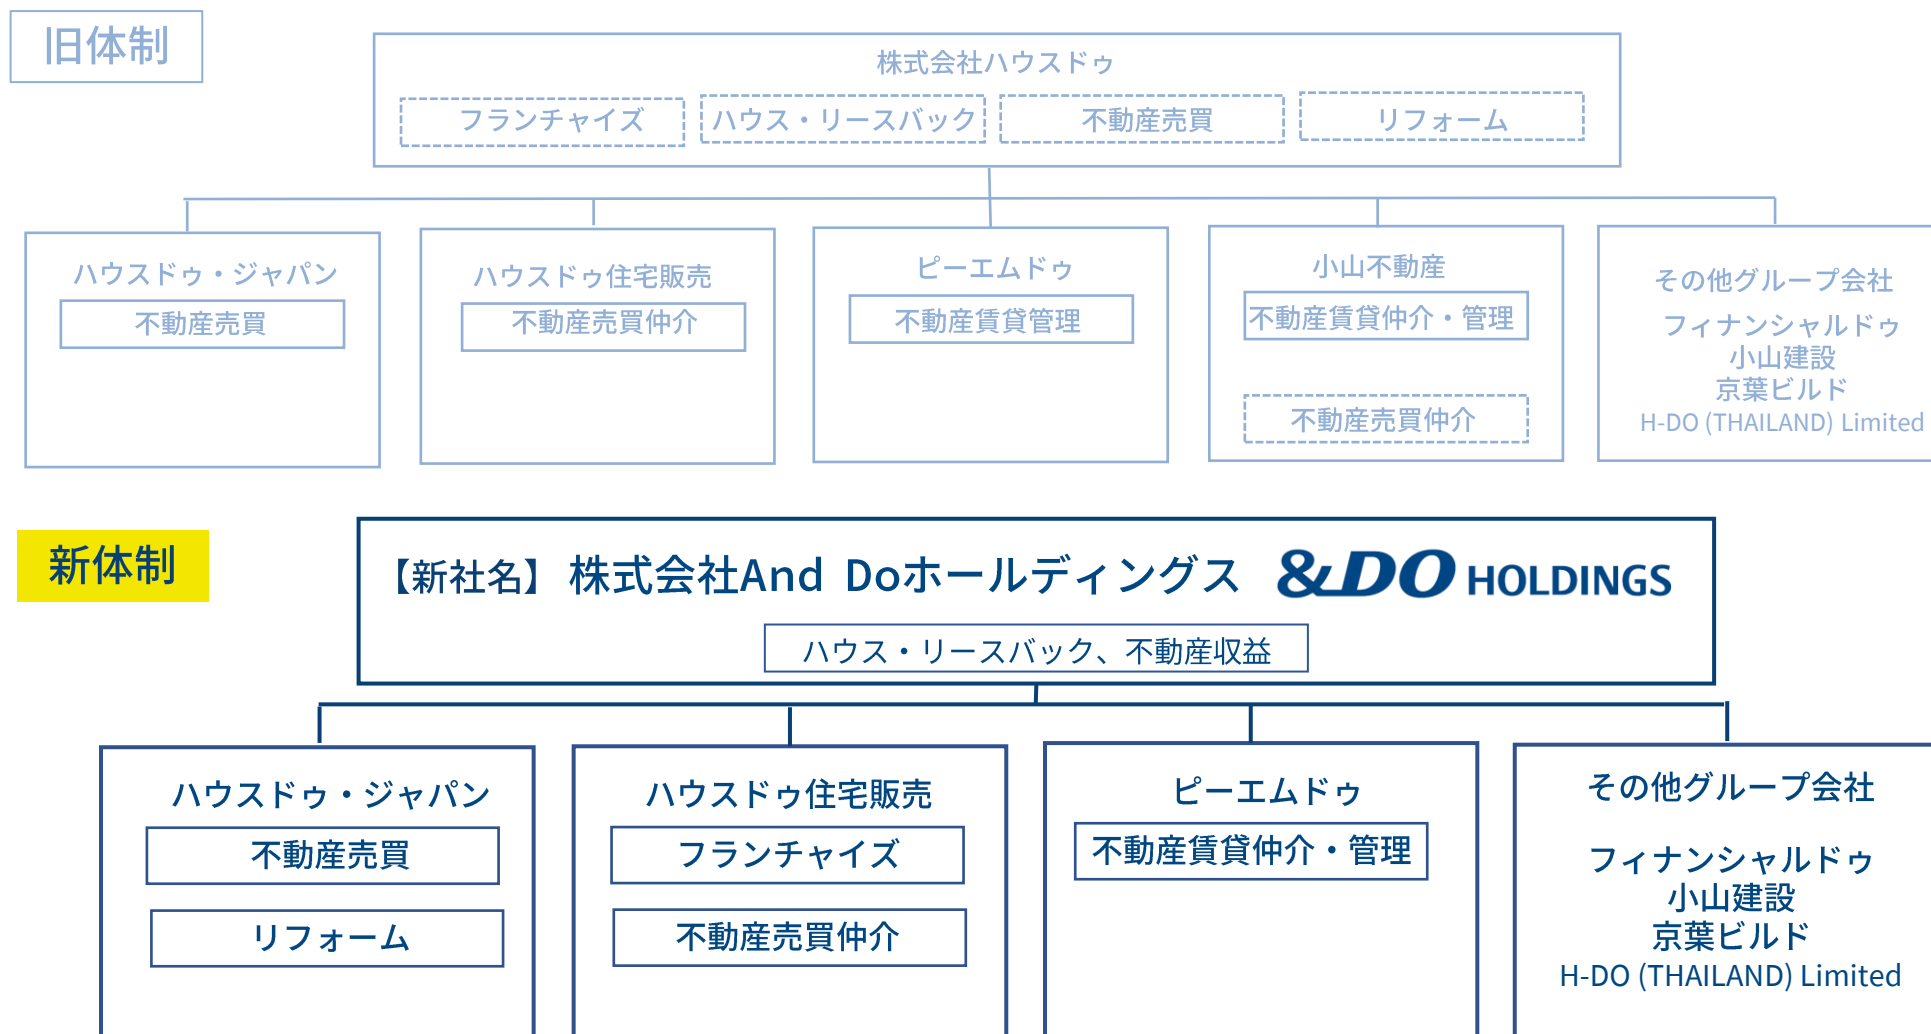 旧体制
株式会社ハウスドゥ
フランチャイズ
ハウス・リースバック
不動産売買
リフォーム
ハウスドゥ・ジャパン
不動産売買
ハウスドゥ住宅販売
不動産売買仲介
ピーエムドゥ
不動産賃貸管理
小山不動産
不動産賃貸仲介・管理
不動産売買仲介
その他グループ会社
フィナンシャルドゥ
小山建設
京葉ビルド
H-DO (THAILAND) Limited
新体制
【新社名】株式会社And Doホールディングス
&DO HOLDINGS
ハウス・リースバック、不動産収益
ハウスドゥ・ジャパン
不動産売買
リフォーム
ハウスドゥ住宅販売
フランチャイズ
不動産売買仲介
ピーエムドゥ
不動産賃貸仲介・管理
その他グループ会社
フィナンシャルドゥ
小山建設
京葉ビルド
H-DO (THAILAND) Limited